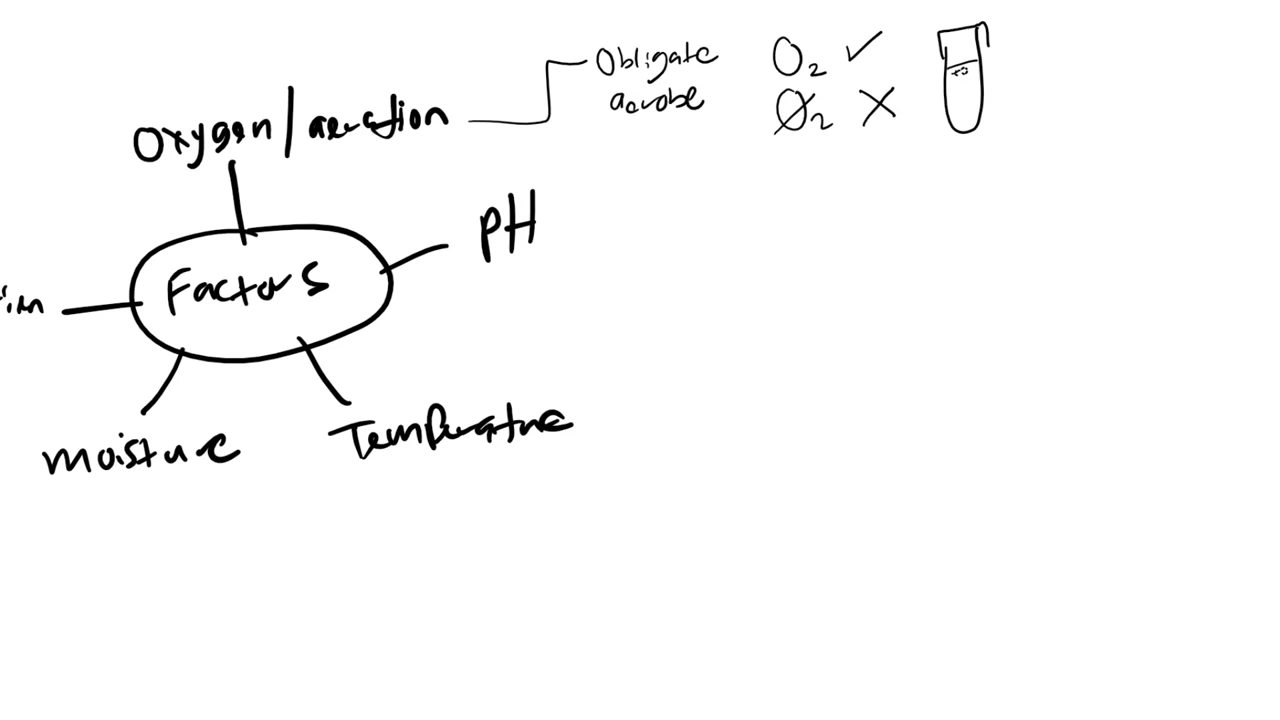 Obligate
aerobe
O₂ ✓
O₂ X
Oxygen/aeration
PH
Factors
moisture
Temperature